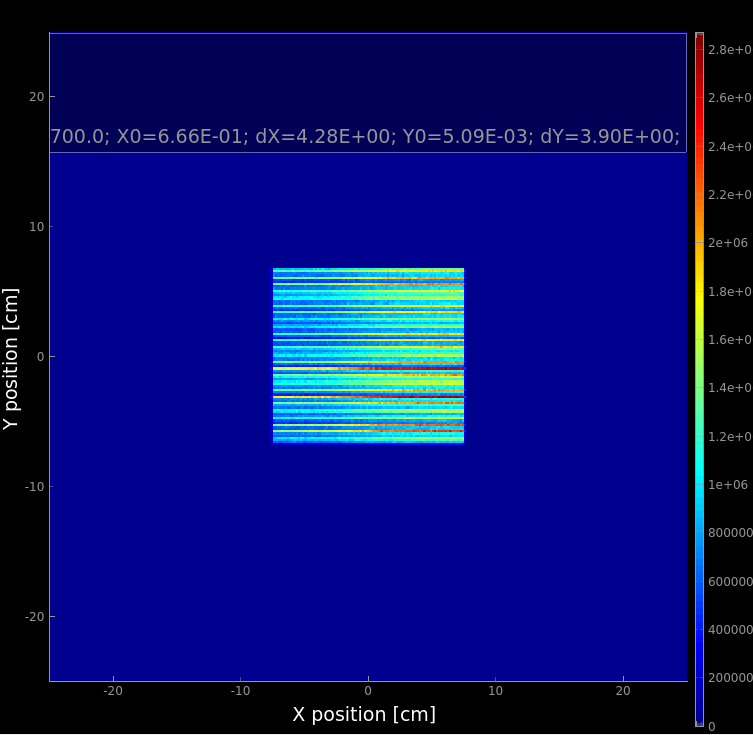 700.0; X0=6.66E-01; dX=4.28E+00; Y0=5.09E-03; dY=3.90E+00;
20
10
0
-10
-20
Y position [cm]
-20
-10
0
10
20
X position [cm]
2.8e+0
2.6e+0
2.4e+0
2.2e+0
2e+06
1.8e+0
1.6e+0
1.4e+0
1.2e+0
1e+06
800000
600000
400000
200000
0